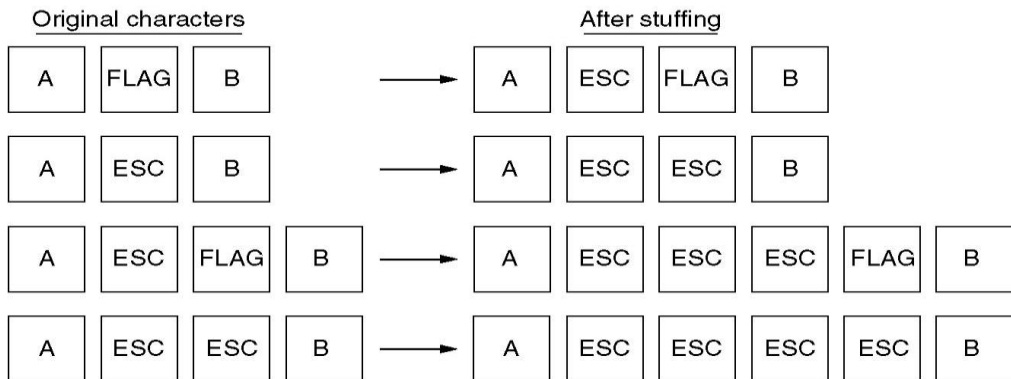 Original characters After stuffing
A FLAG B A ESC FLAG B
A ESC B A ESC ESC B
A ESC FLAG B A ESC ESC ESC FLAG B
A ESC ESC B A ESC ESC ESC ESC B